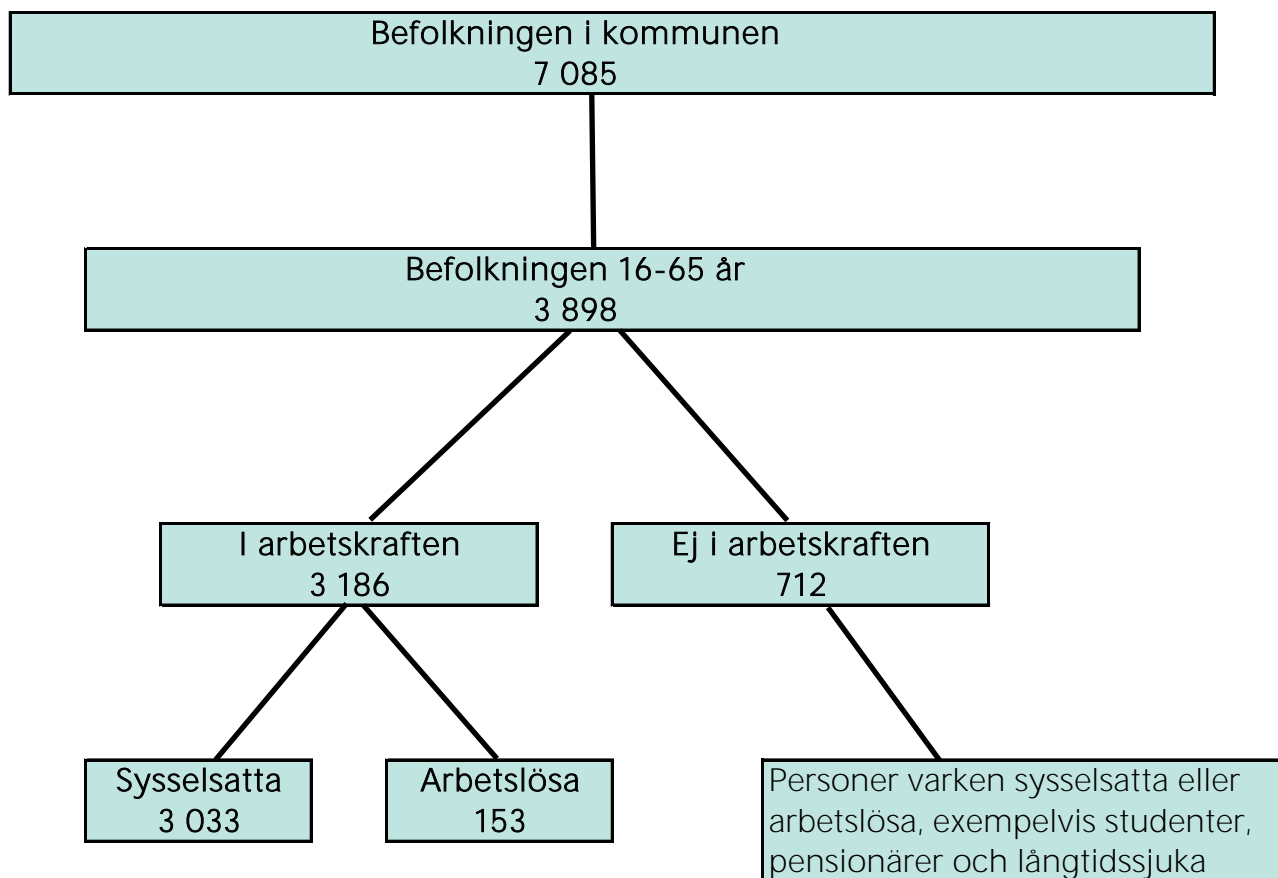 Befolkningen i kommunen
7 085
Befolkningen 16-65 år
3 898
I arbetskraften
3 186
Ej i arbetskraften
712
Sysselsatta
3 033
Arbetslösa
153
Personer varken sysselsatta eller
arbetslösa, exempelvis studenter,
pensionärer och långtidssjuka